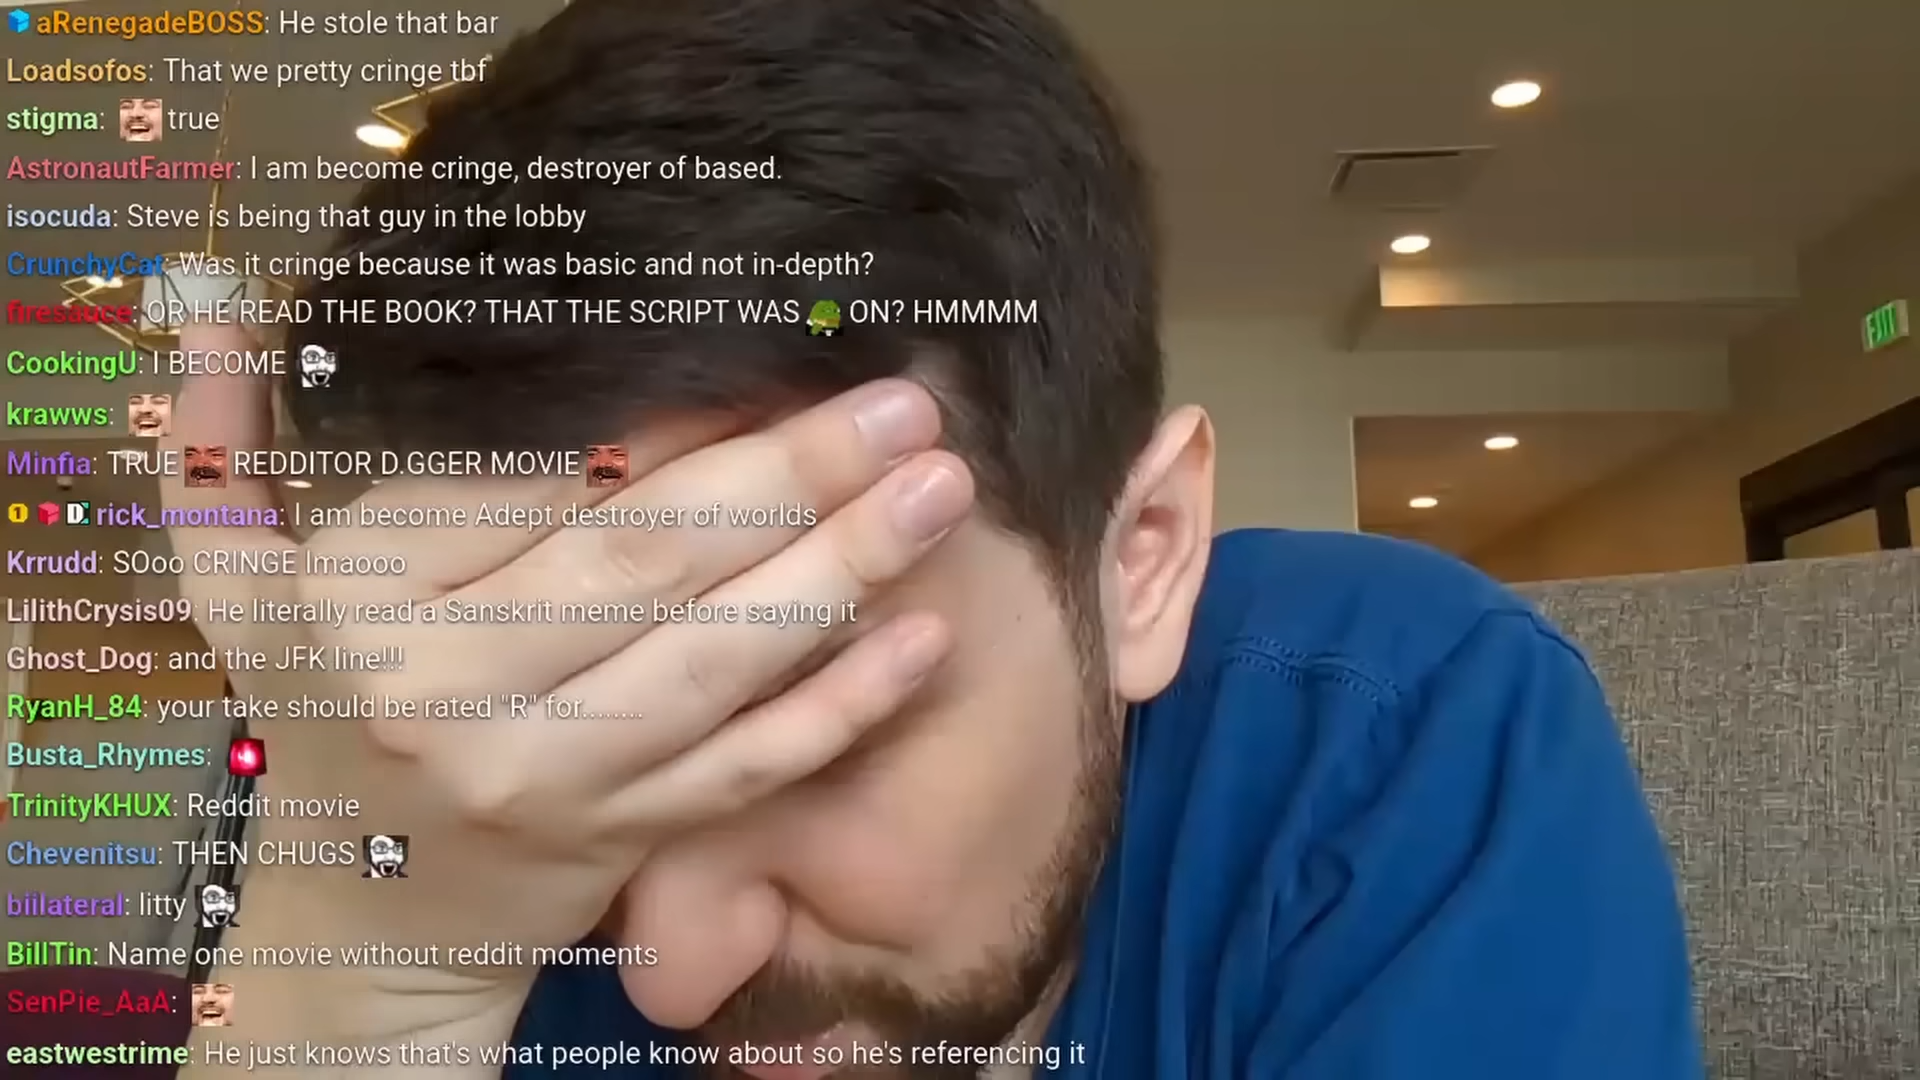 aRenegadeBOSS: He stole that bar
Loadsofos: That we pretty cringe tbf
stigma: true
AstronautFarmer: I am become cringe, destroyer of based.
isocuda: Steve is being that guy in the lobby
CrunchyCat: Was it cringe because it was basic and not in-depth?
firesauce: OR HE READ THE BOOK? THAT THE SCRIPT WAS ON? HMMMM
CookingU: I BECOME
krawws:
Minfia: TRUE REDDITOR D.GGER MOVIE
1 D rick_montana: I am become Adept destroyer of worlds
Krrudd: SOoo CRINGE lmaooo
LilithCrysis09: He literally read a Sanskrit meme before saying it
Ghost_Dog: and the JFK line!!!
RyanH_84: your take should be rated "R" for........
Busta_Rhymes:
TrinityKHUX: Reddit movie
Chevenitsu: THEN CHUGS
biilateral: litty
BillTin: Name one movie without reddit moments
SenPie_AaA:
eastwestrime: He just knows that's what people know about so he's referencing it
EXIT